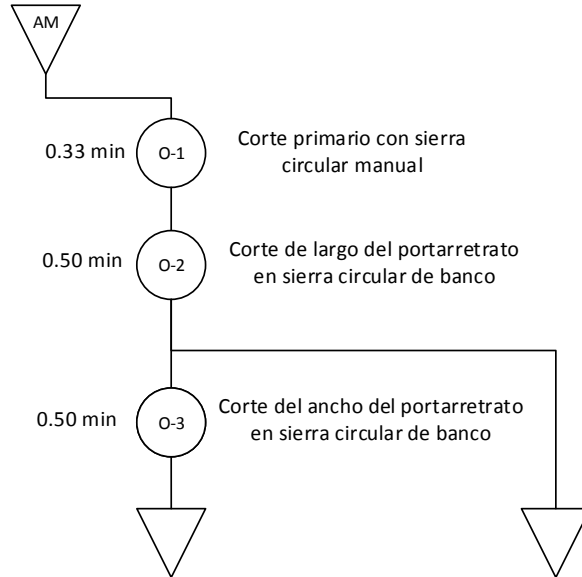 AM
0.33 min
O-1
Corte primario con sierra
circular manual
0.50 min
O-2
Corte de largo del portarretrato
en sierra circular de banco
0.50 min
O-3
Corte del ancho del portarretrato
en sierra circular de banco